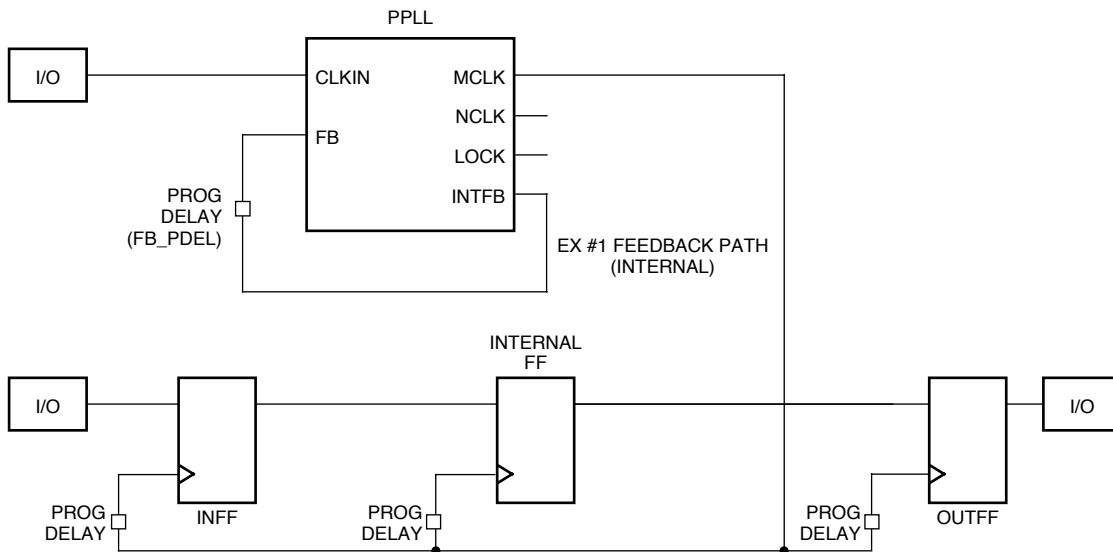 PPLL
I/O
CLKIN
MCLK
NCLK
FB
LOCK
INTFB
PROG
DELAY
(FB_PDEL)
EX #1 FEEDBACK PATH
(INTERNAL)
INTERNAL
FF
I/O
I/O
PROG
DELAY
INFF
PROG
DELAY
PROG
DELAY
OUTFF